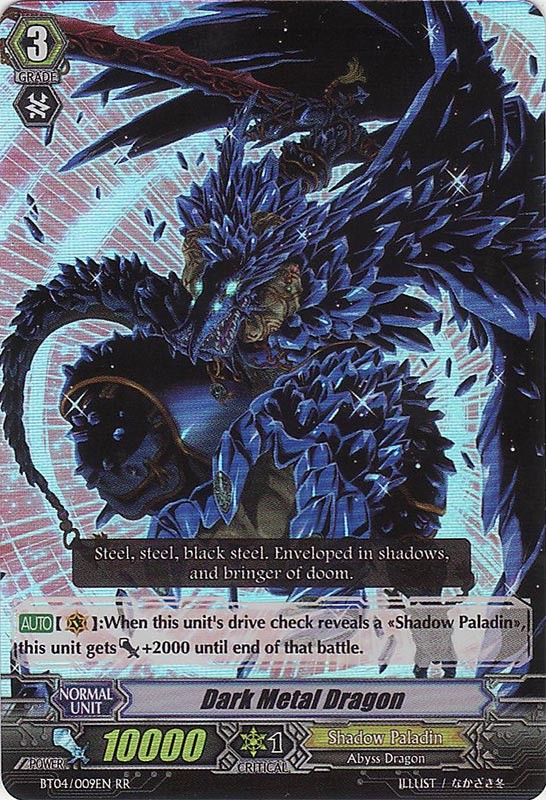 3
GRADE
Steel, steel, black steel. Enveloped in shadows,
and bringer of doom.
AUTO【 】:When this unit's drive check reveals a «Shadow Paladin»,
this unit gets +2000 until end of that battle.
NORMAL
UNIT
Dark Metal Dragon
POWER
10000
1
CRITICAL
Shadow Paladin
Abyss Dragon
BT04/009EN RR
ILLUST / なかざき冬